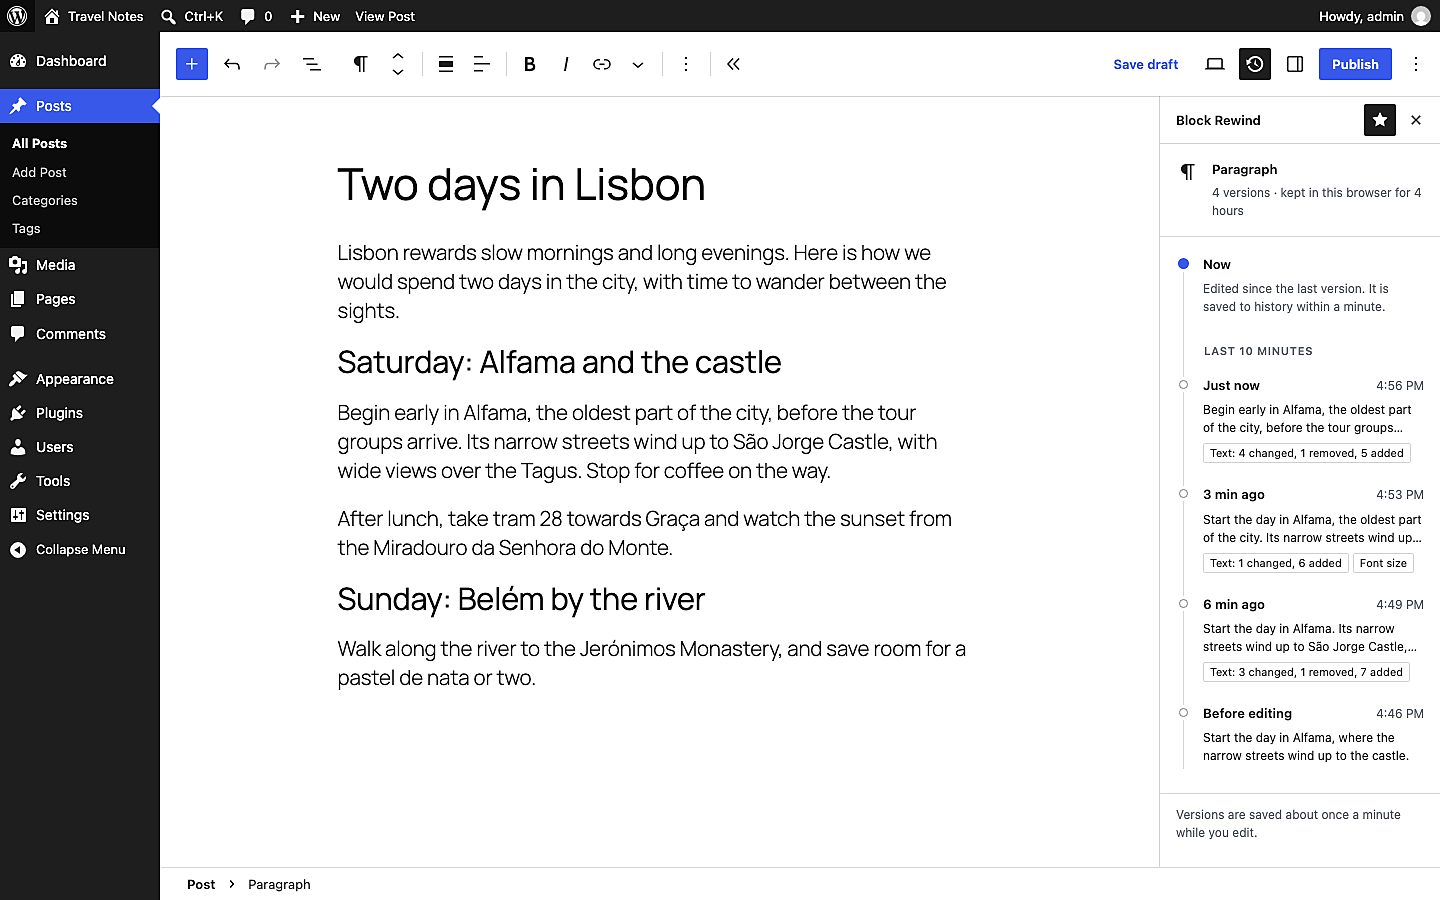 Travel Notes
Ctrl+K
0
New
View Post
Howdy, admin
Dashboard
Posts
All Posts
Add Post
Categories
Tags
Media
Pages
Comments
Appearance
Plugins
Users
Tools
Settings
Collapse Menu
B
I
Save draft
Publish
Two days in Lisbon
Lisbon rewards slow mornings and long evenings. Here is how we
would spend two days in the city, with time to wander between the
sights.
Saturday: Alfama and the castle
Begin early in Alfama, the oldest part of the city, before the tour
groups arrive. Its narrow streets wind up to São Jorge Castle, with
wide views over the Tagus. Stop for coffee on the way.
After lunch, take tram 28 towards Graça and watch the sunset from
the Miradouro da Senhora do Monte.
Sunday: Belém by the river
Walk along the river to the Jerónimos Monastery, and save room for a
pastel de nata or two.
Block Rewind
Paragraph
4 versions · kept in this browser for 4
hours
Now
Edited since the last version. It is
saved to history within a minute.
LAST 10 MINUTES
Just now 4:56 PM
Begin early in Alfama, the oldest part
of the city, before the tour groups...
Text: 4 changed, 1 removed, 5 added
3 min ago 4:53 PM
Start the day in Alfama, the oldest part
of the city. Its narrow streets wind up...
Text: 1 changed, 6 added
Font size
6 min ago 4:49 PM
Start the day in Alfama. Its narrow
streets wind up to São Jorge Castle,...
Text: 3 changed, 1 removed, 7 added
Before editing 4:46 PM
Start the day in Alfama, where the
narrow streets wind up to the castle.
Versions are saved about once a minute
while you edit.
Post
Paragraph